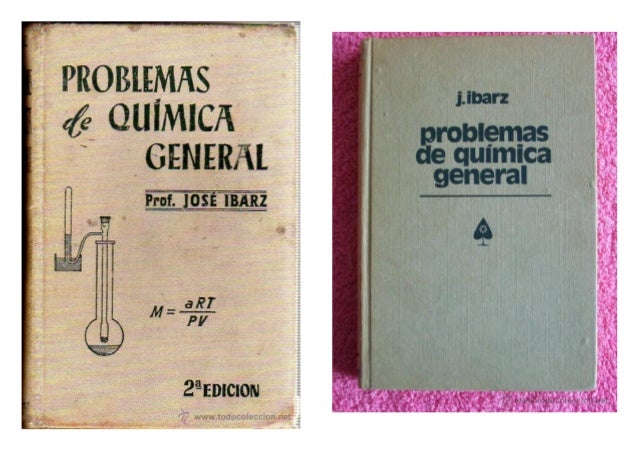 PROBLEMAS
de QUÍMICA
GENERAL
Prof. JOSÉ IBARZ
M = aRT
PV
2ª EDICION
www.todocoleccion.net
j.ibarz
problemas
de química
general